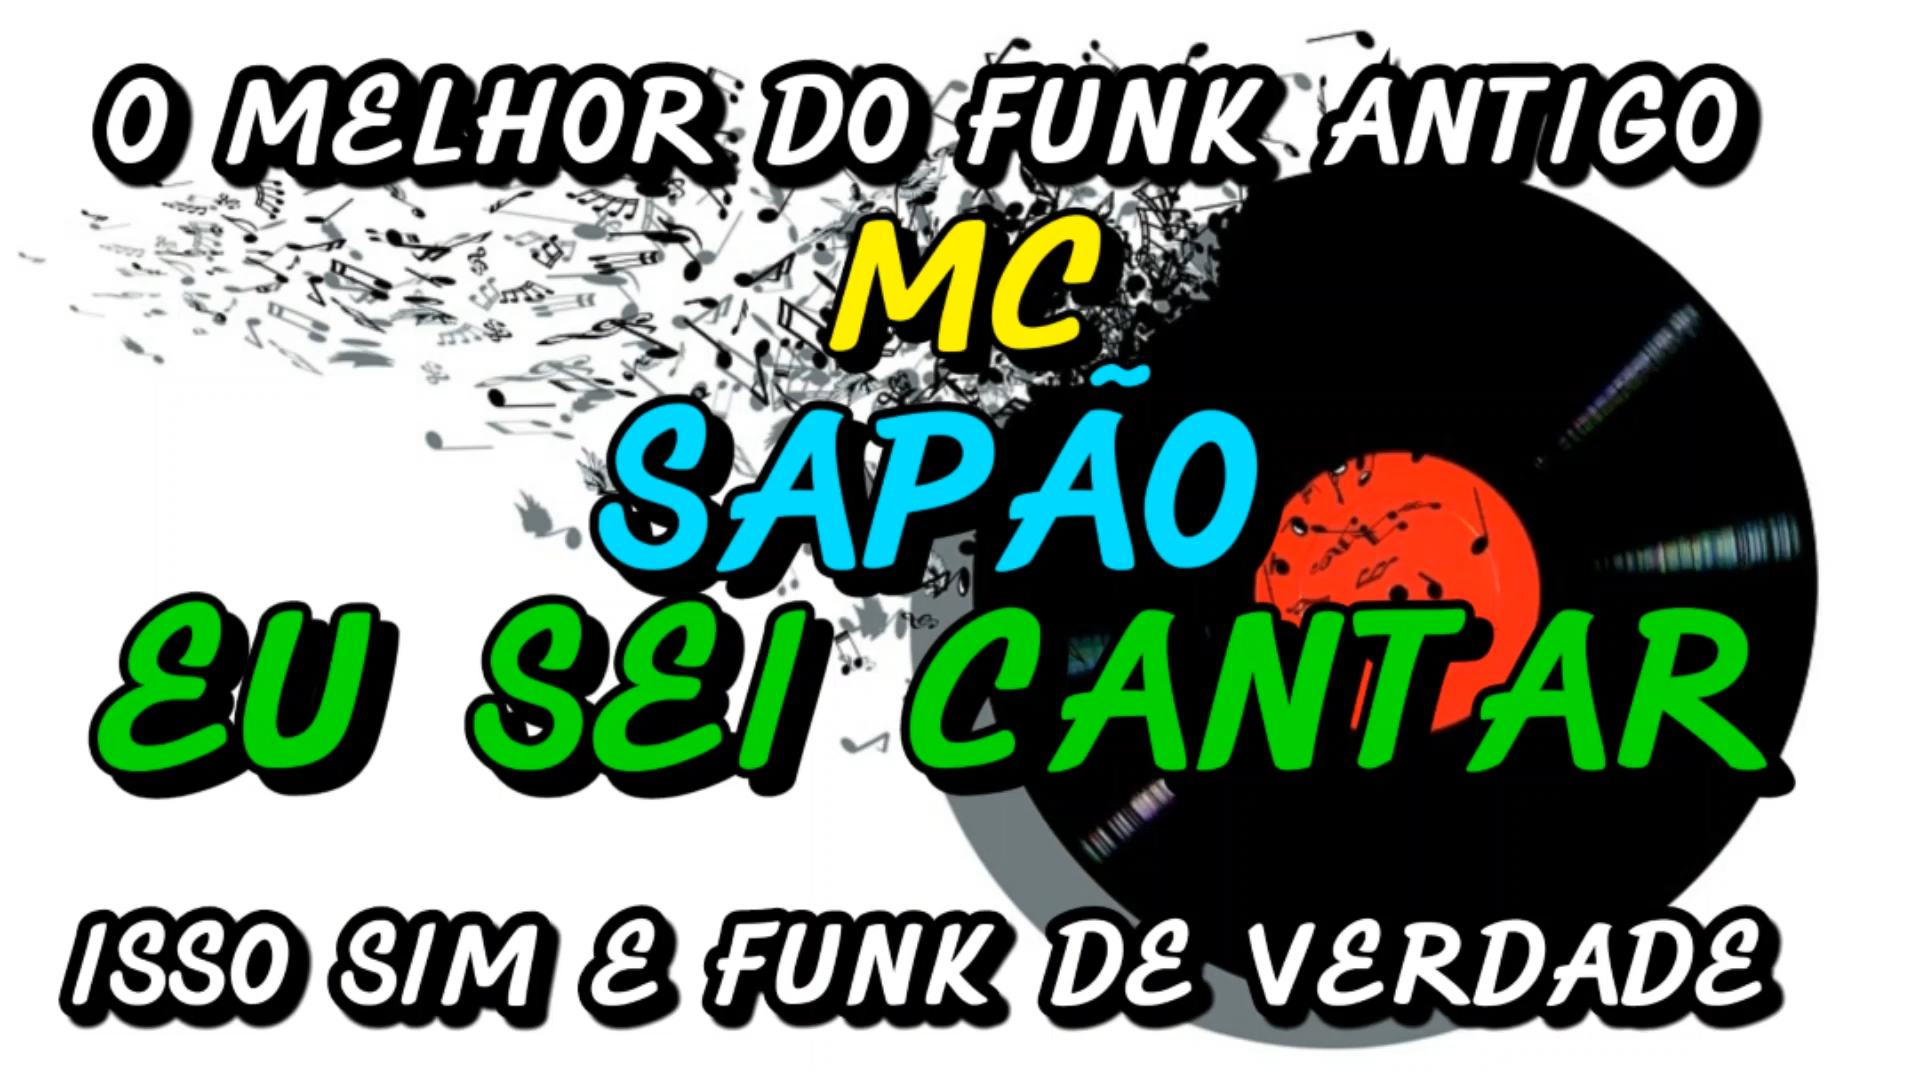 O MELHOR DO FUNK ANTIGO
MC
SAPÃO
EU SEI CANTAR
ISSO SIM E FUNK DE VERDADE